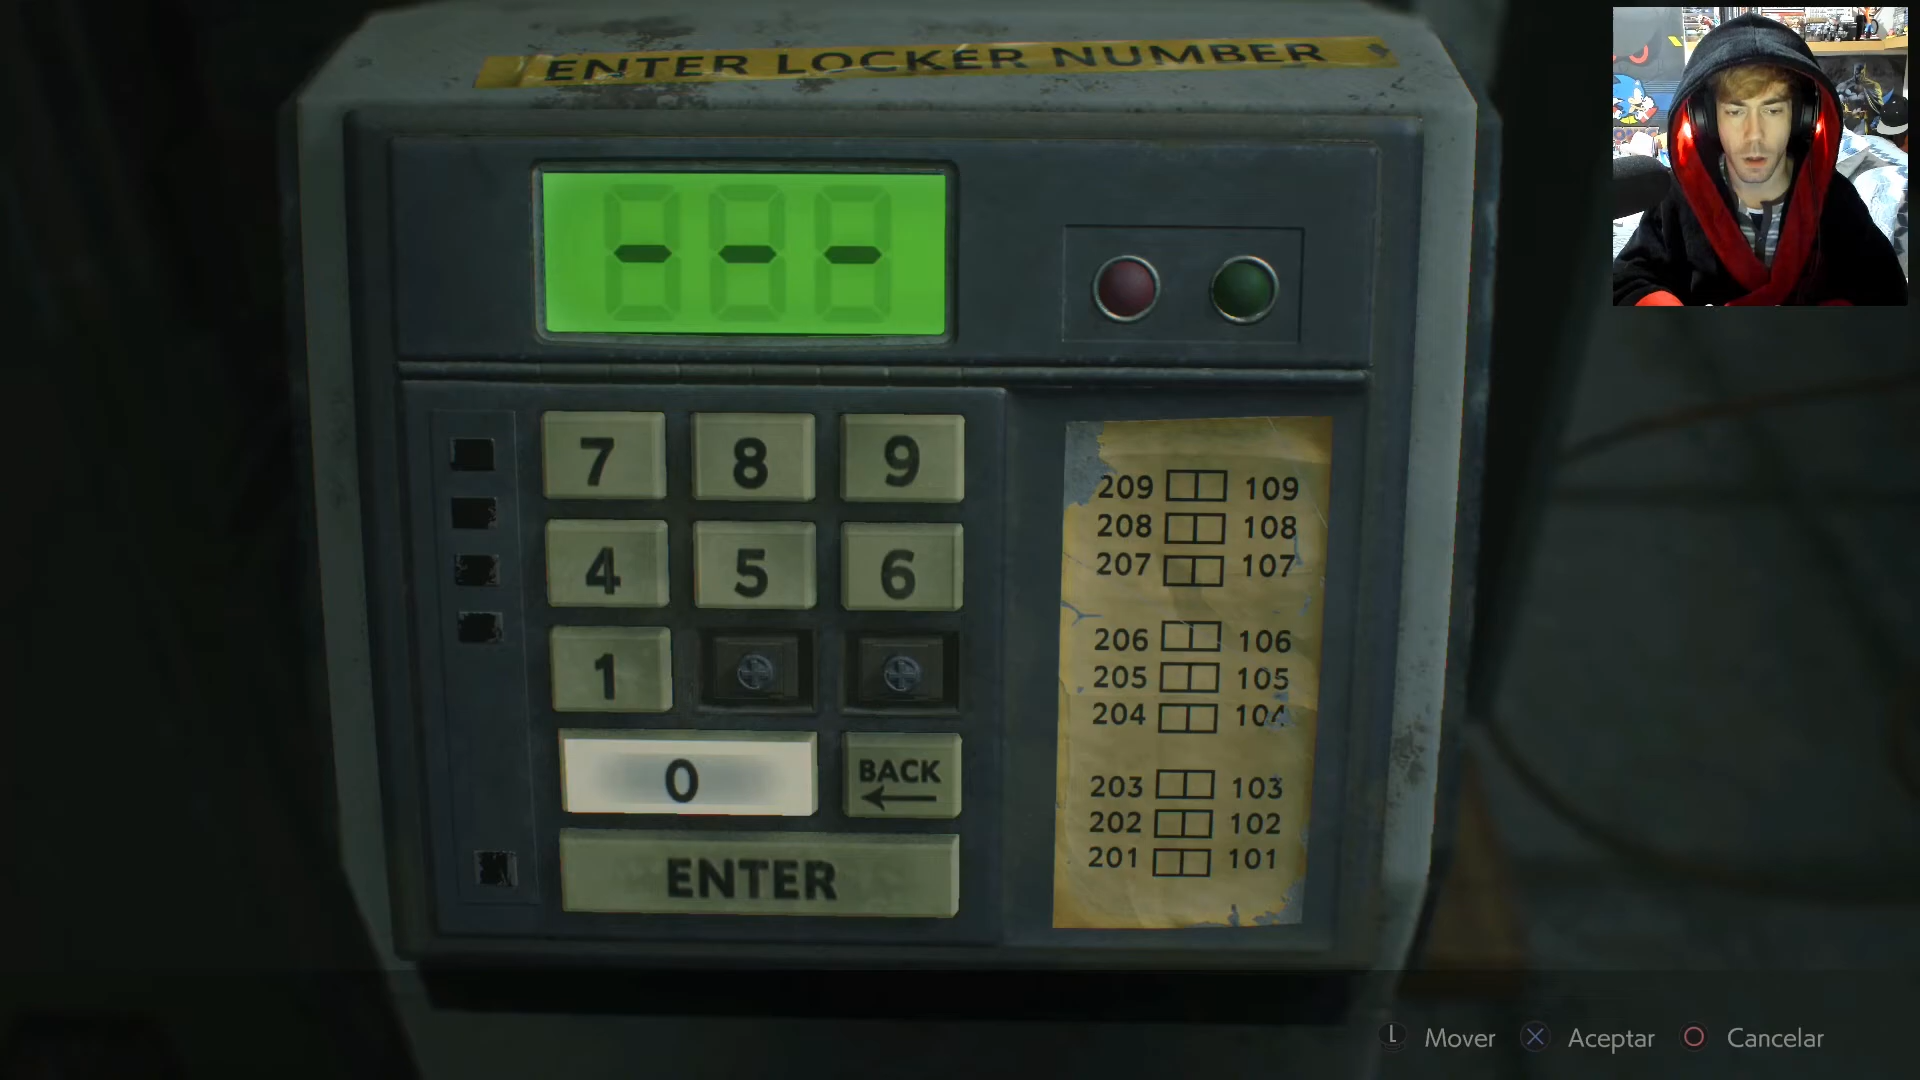 ENTER LOCKER NUMBER
7 8 9
4 5 6
1
0 BACK
ENTER
209 109
208 108
207 107
206 106
205 105
204 104
203 103
202 102
201 101
L Mover Aceptar Cancelar